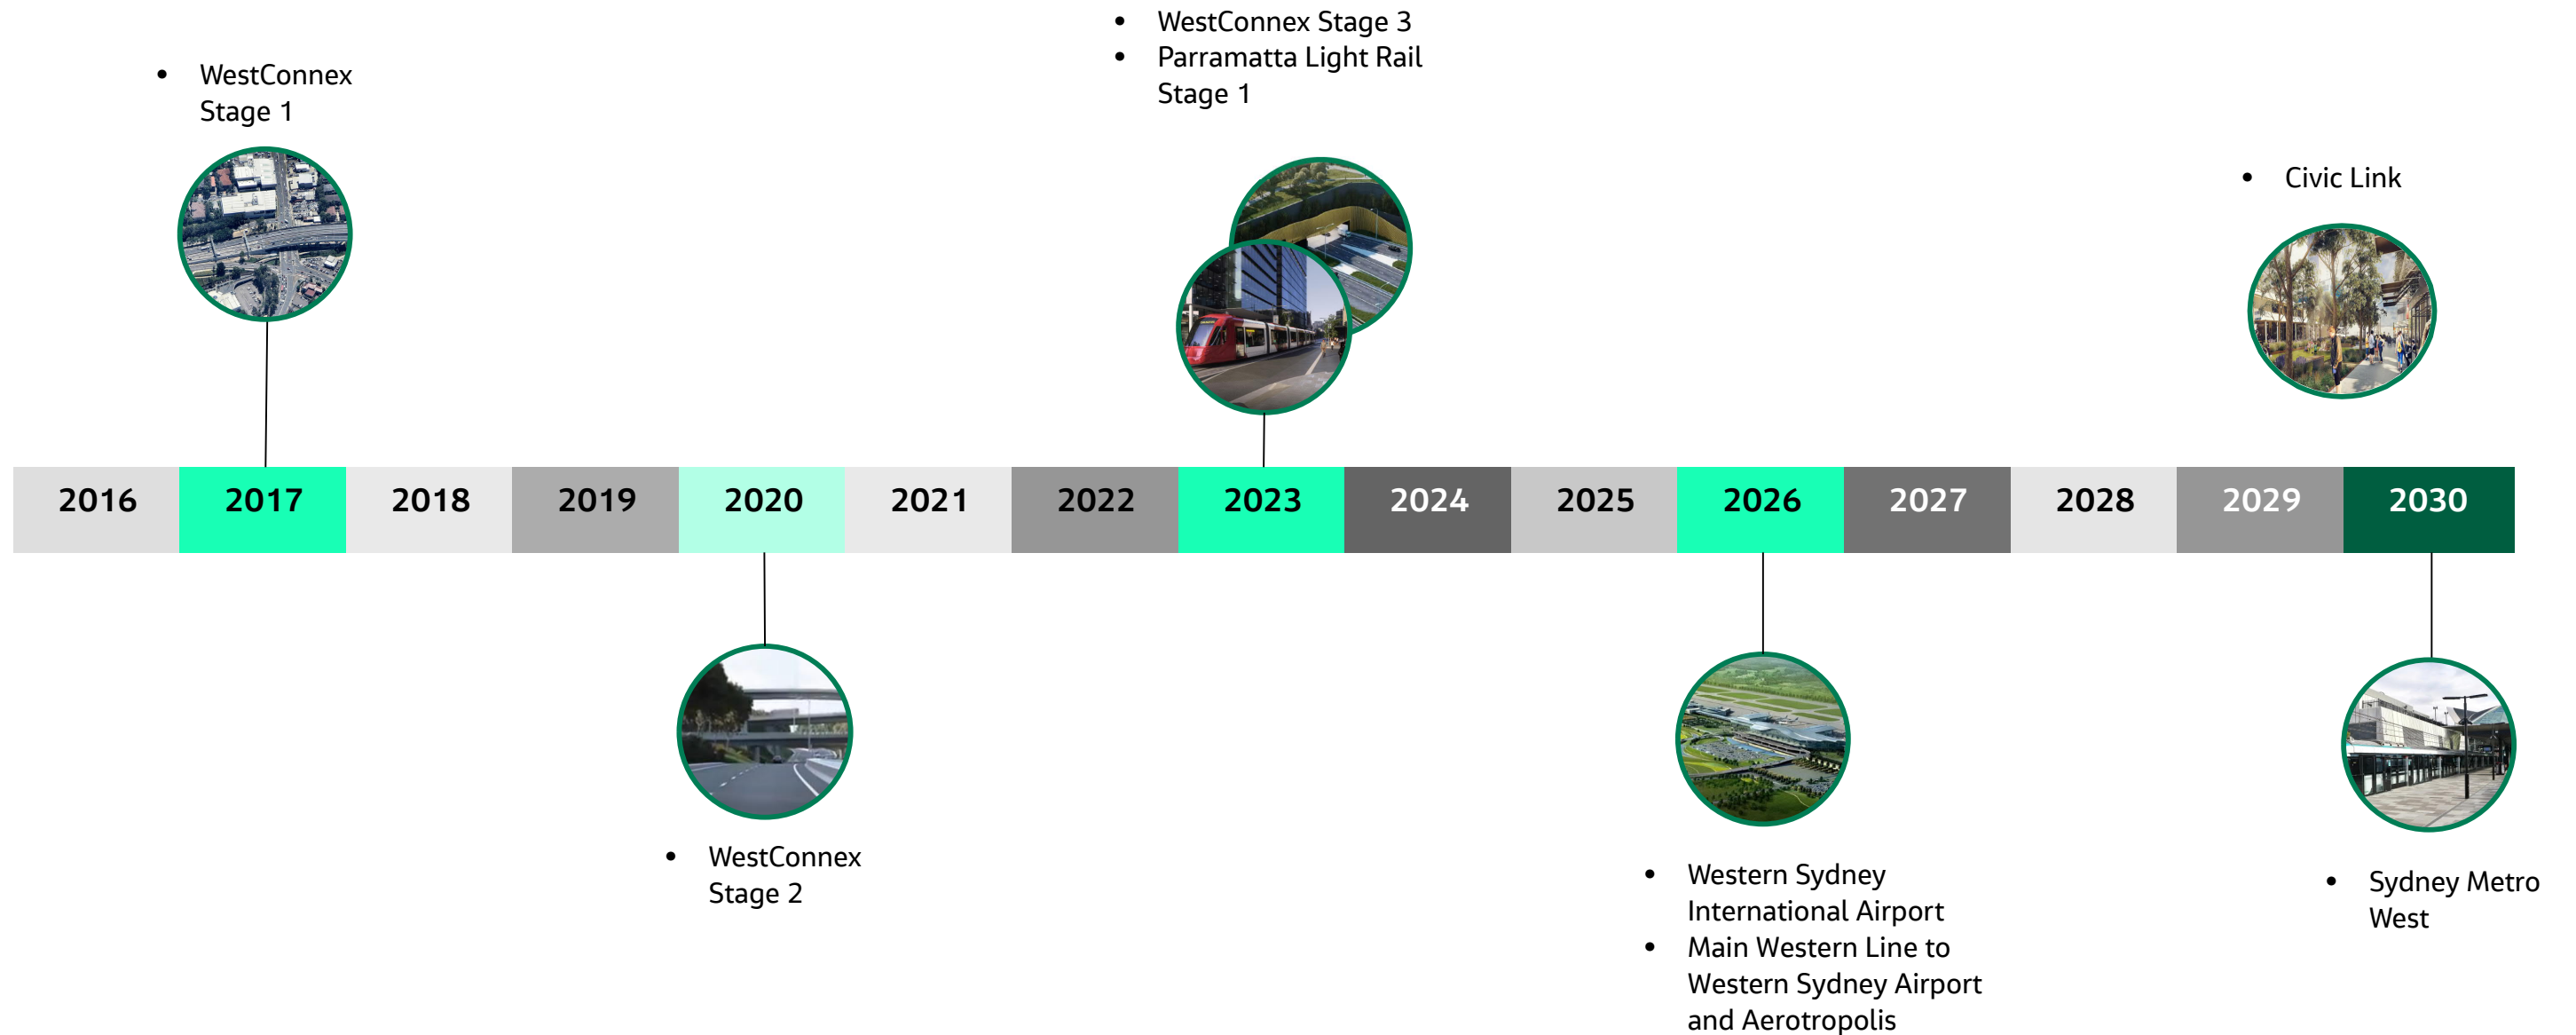 • WestConnex Stage 3
• Parramatta Light Rail
Stage 1
• WestConnex
Stage 1
• Civic Link
2016 2017 2018 2019 2020 2021 2022 2023 2024 2025 2026 2027 2028 2029 2030
• WestConnex
Stage 2
• Western Sydney
International Airport
• Main Western Line to
Western Sydney Airport
and Aerotropolis
• Sydney Metro
West